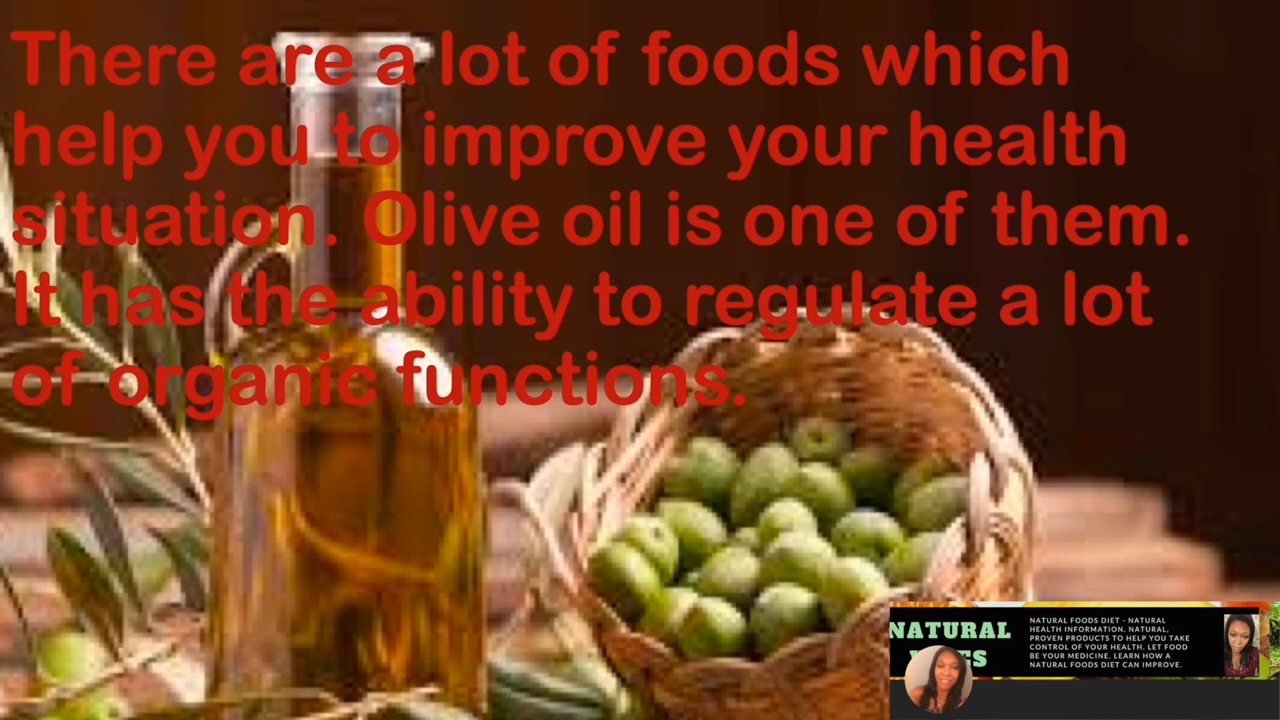 There are a lot of foods which
help you to improve your health
situation. Olive oil is one of them.
It has the ability to regulate a lot
of organic functions.
NATURAL
NATURAL FOODS DIET - NATURAL
HEALTH INFORMATION. NATURAL,
PROVEN PRODUCTS TO HELP YOU TAKE
CONTROL OF YOUR HEALTH. LET FOOD
BE YOUR MEDICINE. LEARN HOW A
NATURAL FOODS DIET CAN IMPROVE.